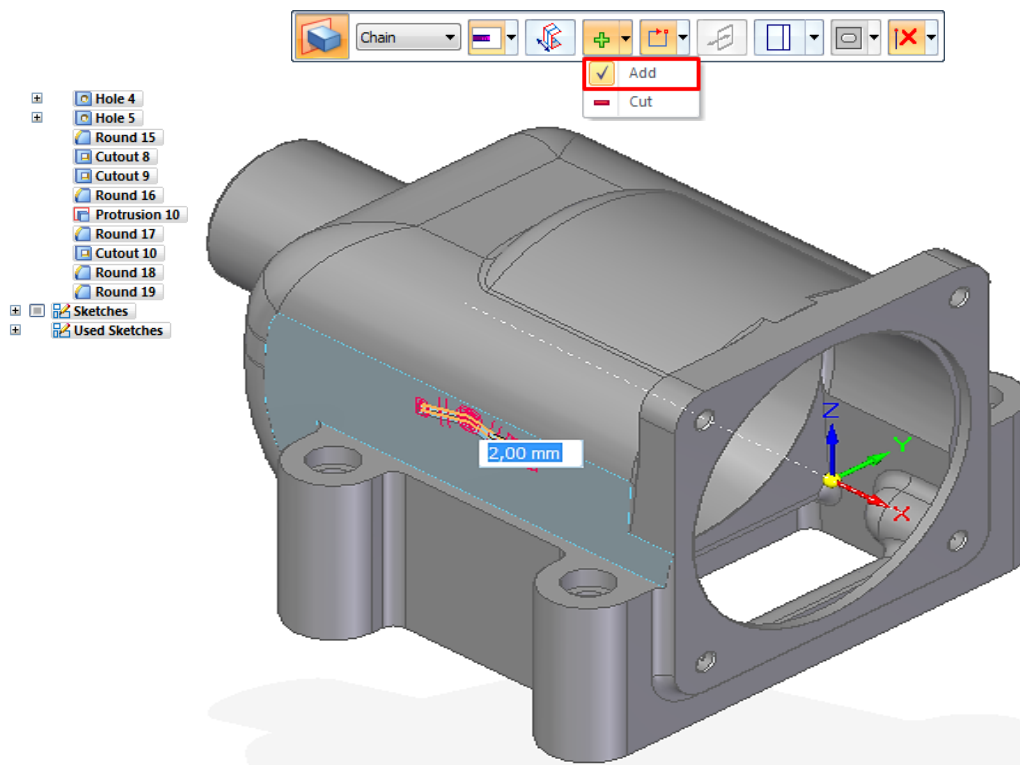 Chain
Add
Cut
Hole 4
Hole 5
Round 15
Cutout 8
Cutout 9
Round 16
Protrusion 10
Round 17
Cutout 10
Round 18
Round 19
Sketches
Used Sketches
2,00 mm
Z
Y
X